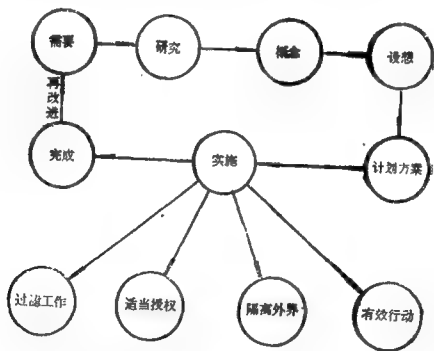 需要
研究
概念
设想
再改进
完成
实施
计划方案
过滤工作
适当授权
隔离外界
有效行动